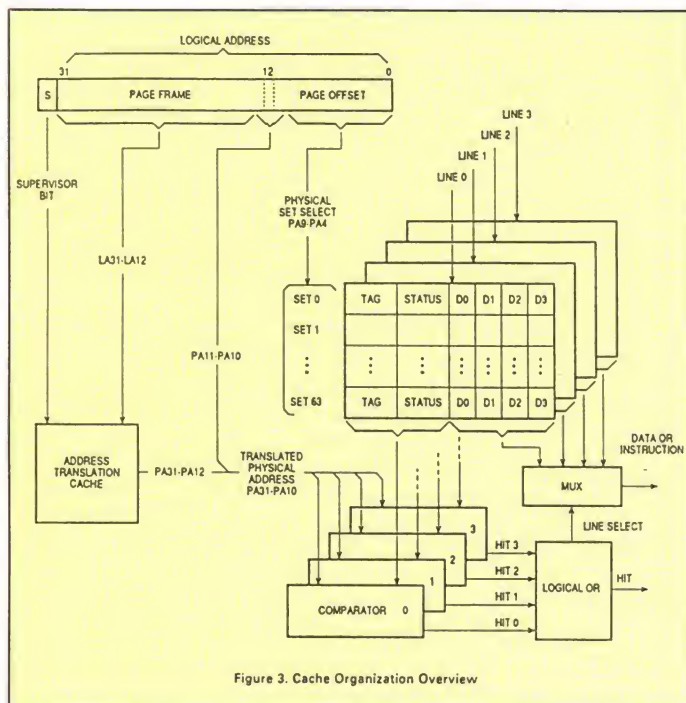 LOGICAL ADDRESS
31
12
0
S
PAGE FRAME
PAGE OFFSET
SUPERVISOR
BIT
LA31-LA12
PA11-PA10
PHYSICAL
SET SELECT
PA9-PA4
LINE 3
LINE 2
LINE 1
LINE 0
SET 0
TAG
STATUS
D0
D1
D2
D3
SET 1
SET 63
TAG
STATUS
D0
D1
D2
D3
ADDRESS
TRANSLATION
CACHE
PA31-PA12
TRANSLATED
PHYSICAL
ADDRESS
PA31-PA10
DATA OR
INSTRUCTION
MUX
LINE SELECT
3
2
1
COMPARATOR 0
HIT 3
HIT 2
HIT 1
HIT 0
LOGICAL OR
HIT
Figure 3. Cache Organization Overview